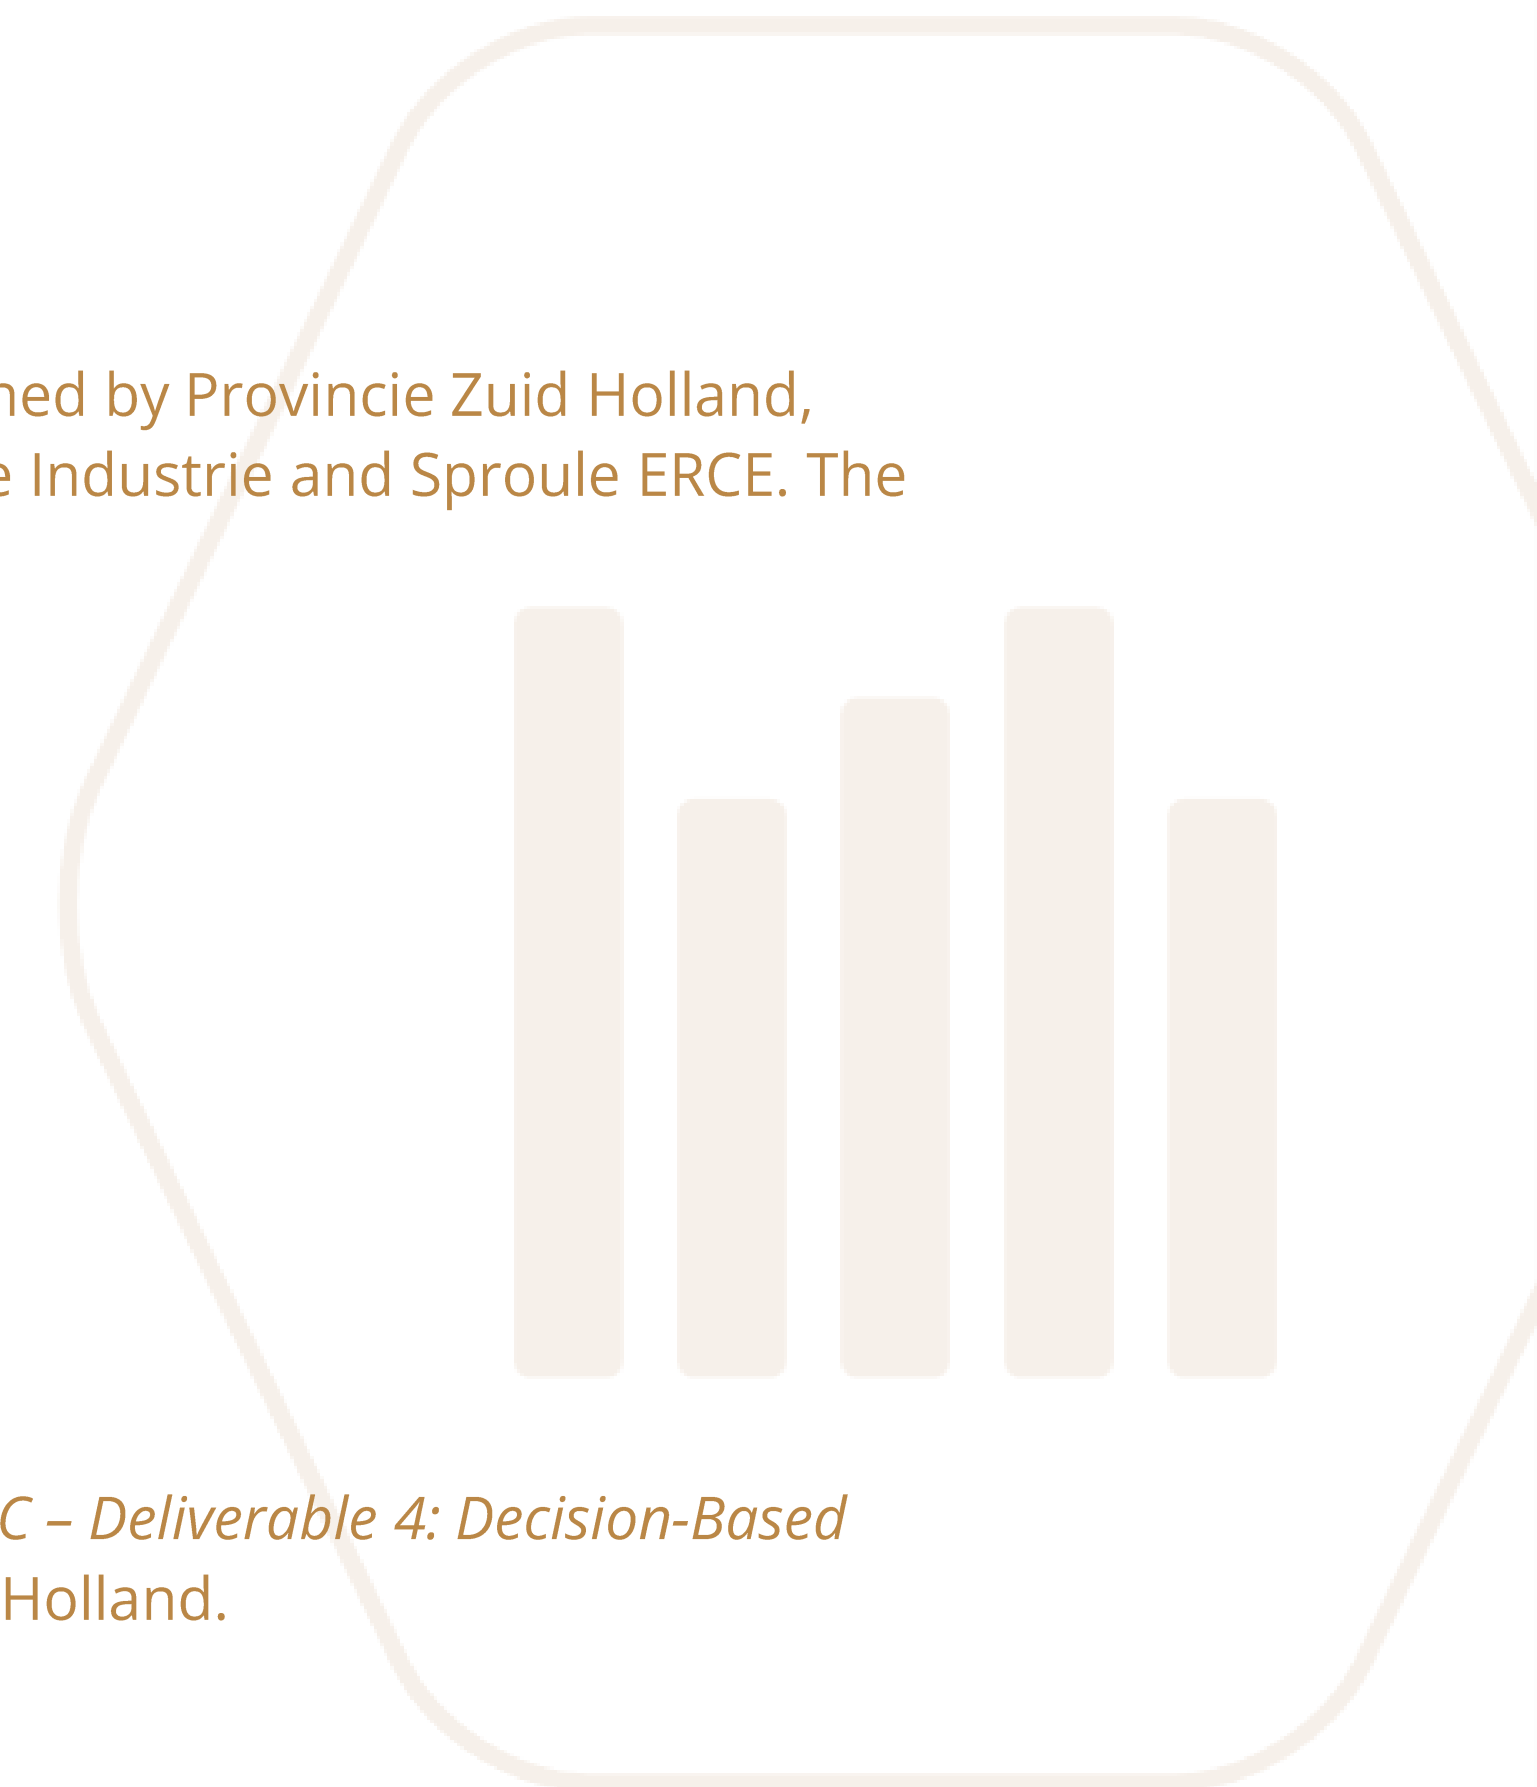 ned by Provincie Zuid Holland,
e Industrie and Sproule ERCE. The
C – Deliverable 4: Decision-Based
Holland.